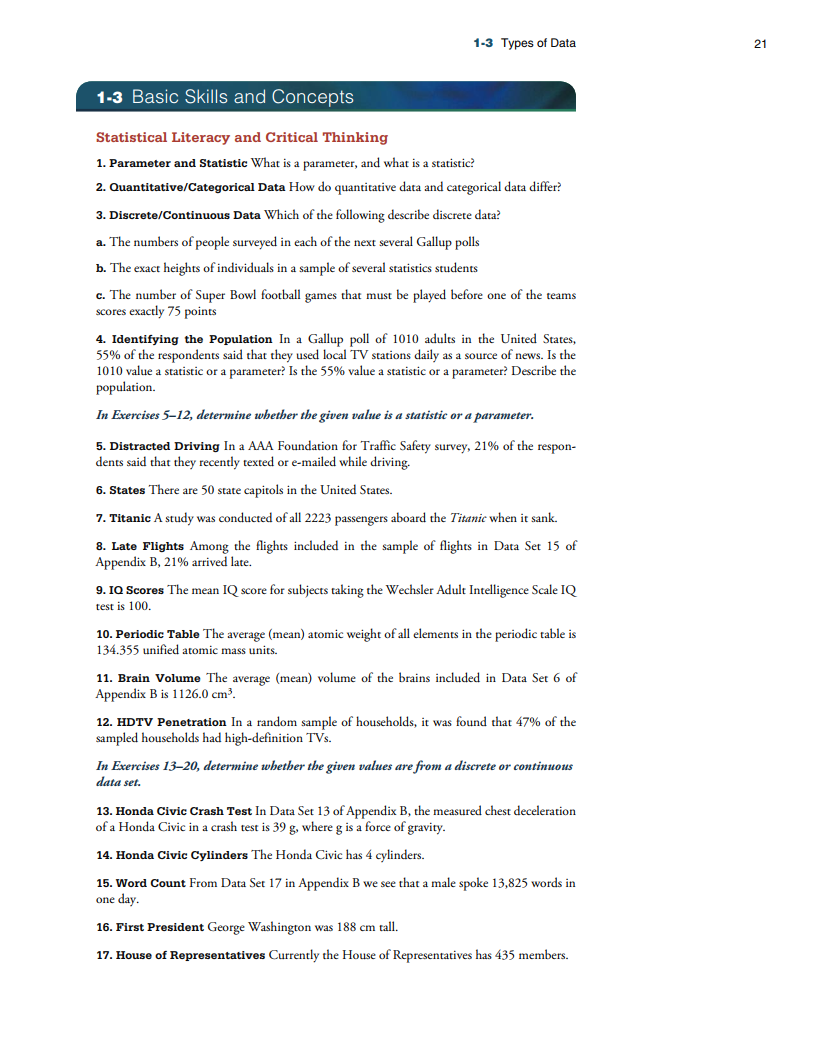 1-3 Types of Data 21
1-3 Basic Skills and Concepts
Statistical Literacy and Critical Thinking
1. Parameter and Statistic What is a parameter, and what is a statistic?
2. Quantitative/Categorical Data How do quantitative data and categorical data differ?
3. Discrete/Continuous Data Which of the following describe discrete data?
a. The numbers of people surveyed in each of the next several Gallup polls
b. The exact heights of individuals in a sample of several statistics students
c. The number of Super Bowl football games that must be played before one of the teams
scores exactly 75 points
4. Identifying the Population In a Gallup poll of 1010 adults in the United States,
55% of the respondents said that they used local TV stations daily as a source of news. Is the
1010 value a statistic or a parameter? Is the 55% value a statistic or a parameter? Describe the
population.
In Exercises 5–12, determine whether the given value is a statistic or a parameter.
5. Distracted Driving In a AAA Foundation for Traffic Safety survey, 21% of the respon-
dents said that they recently texted or e-mailed while driving.
6. States There are 50 state capitols in the United States.
7. Titanic A study was conducted of all 2223 passengers aboard the Titanic when it sank.
8. Late Flights Among the flights included in the sample of flights in Data Set 15 of
Appendix B, 21% arrived late.
9. IQ Scores The mean IQ score for subjects taking the Wechsler Adult Intelligence Scale IQ
test is 100.
10. Periodic Table The average (mean) atomic weight of all elements in the periodic table is
134.355 unified atomic mass units.
11. Brain Volume The average (mean) volume of the brains included in Data Set 6 of
Appendix B is 1126.0 cm³.
12. HDTV Penetration In a random sample of households, it was found that 47% of the
sampled households had high-definition TVs.
In Exercises 13–20, determine whether the given values are from a discrete or continuous
data set.
13. Honda Civic Crash Test In Data Set 13 of Appendix B, the measured chest deceleration
of a Honda Civic in a crash test is 39 g, where g is a force of gravity.
14. Honda Civic Cylinders The Honda Civic has 4 cylinders.
15. Word Count From Data Set 17 in Appendix B we see that a male spoke 13,825 words in
one day.
16. First President George Washington was 188 cm tall.
17. House of Representatives Currently the House of Representatives has 435 members.